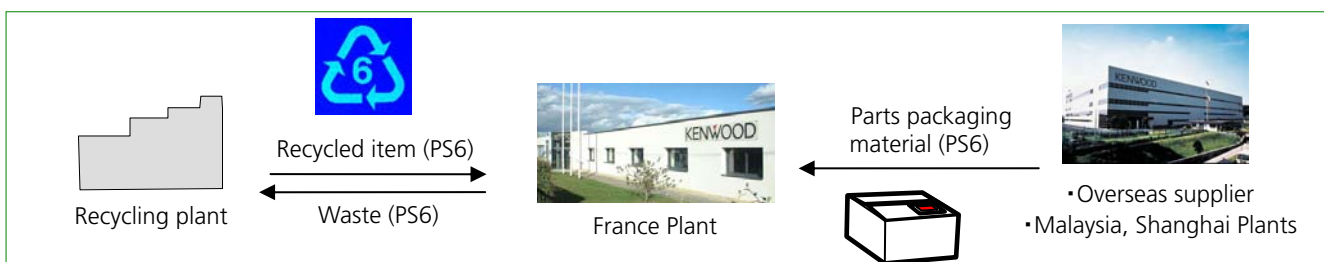 6
Recycled item (PS6)
Waste (PS6)
Recycling plant
KENWOOD
France Plant
Parts packaging
material (PS6)
KENWOOD
・Overseas supplier
・Malaysia, Shanghai Plants